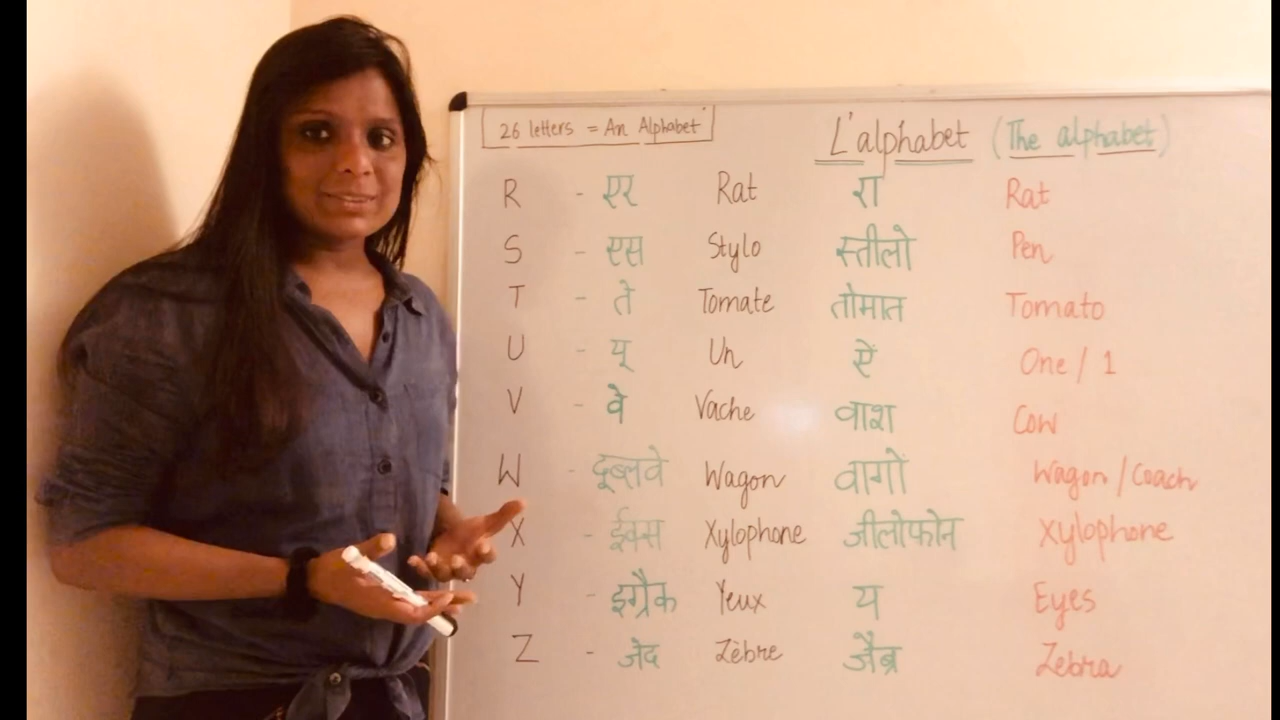 26 letters = An Alphabet
L'alphabet (The alphabet)
R - एर Rat रा Rat
S - एस Stylo स्तीलो Pen
T - ते Tomate तोमात Tomato
U - यू Un ऐं One / 1
V - वे Vache वाश Cow
W - दूब्लवे Wagon वागों Wagon / Coach
X - ईक्स Xylophone जीलोफोन Xylophone
Y - इग्रैक Yeux य Eyes
Z - जेद Zèbre जैब्र Zebra